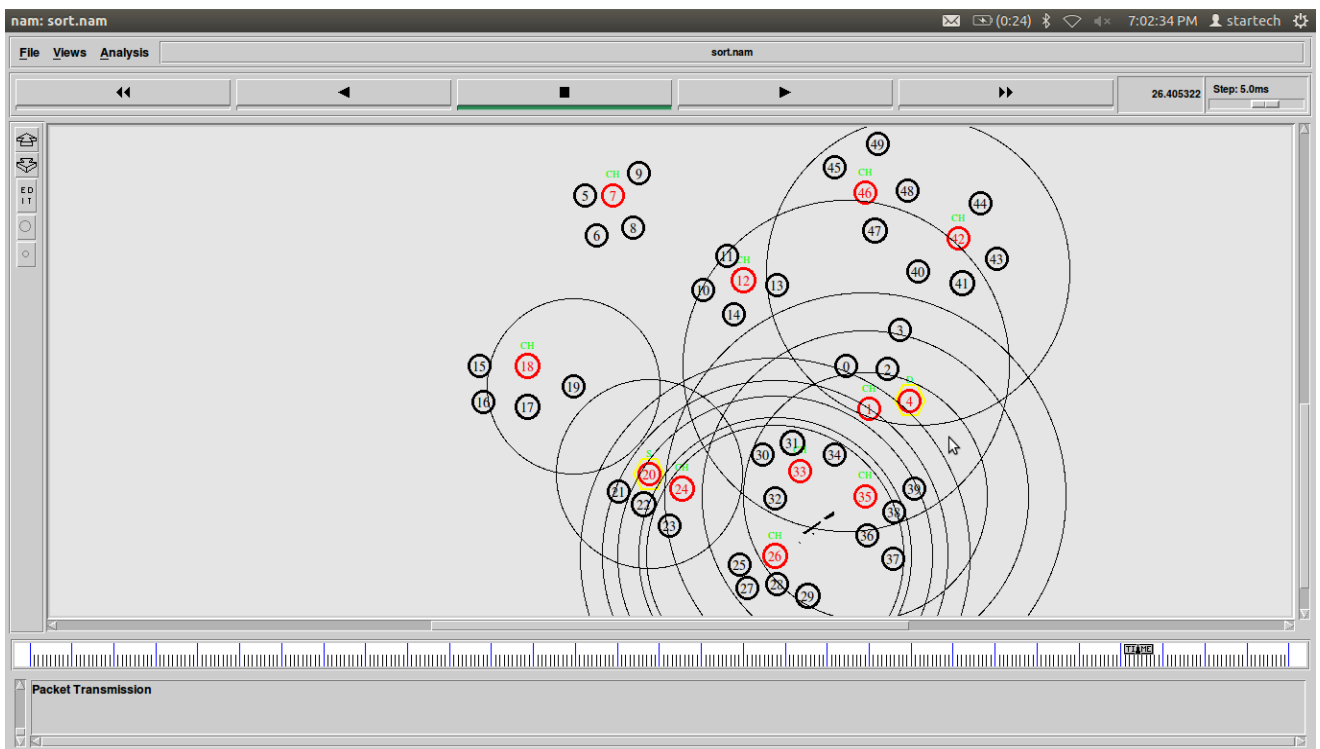 nam: sort.nam
(0:24) 7:02:34 PM startech
File Views Analysis sort.nam
26.405322 Step: 5.0ms
ED
IT
49
45 CH
9
CH
5 7
46 48
44
CH
47
42
8
6
11
CH
43
40
12
13
41
10
14
3
CH
15 18
0 2
19
D
CH
4
16 17
1
31
30 CH 34
S
33
20 CH
CH
24
21
39
35
32
22
38
23
36
CH
26
37
25
27 28
29
TIME
Packet Transmission